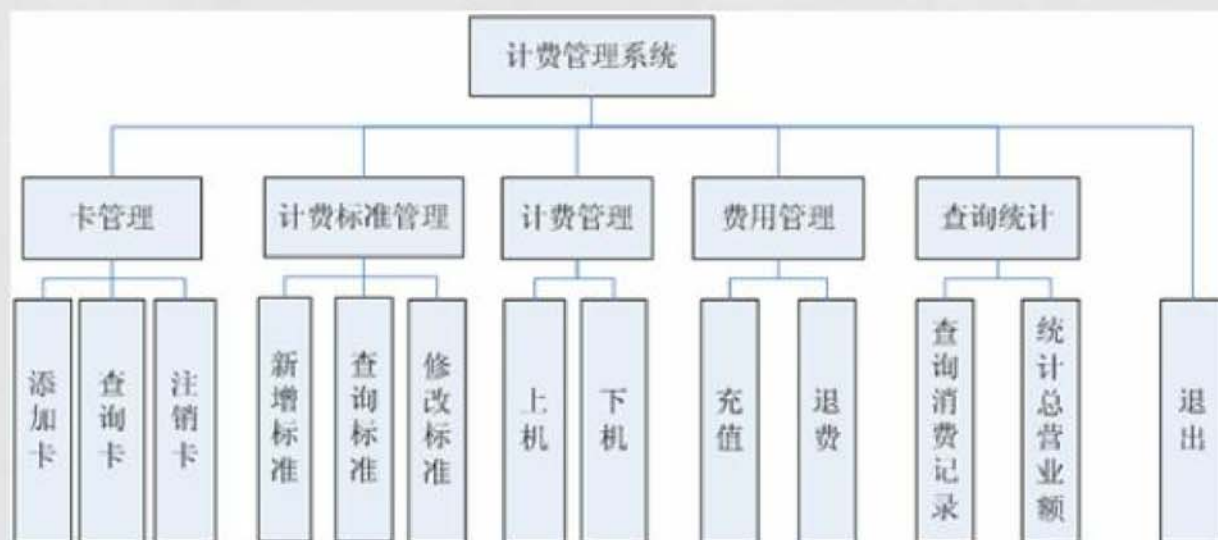 计费管理系统
卡管理
计费标准管理
计费管理
费用管理
查询统计
添加卡
查询卡
注销卡
新增标准
查询标准
修改标准
上机
下机
充值
退费
查询消费记录
统计总营业额
退出